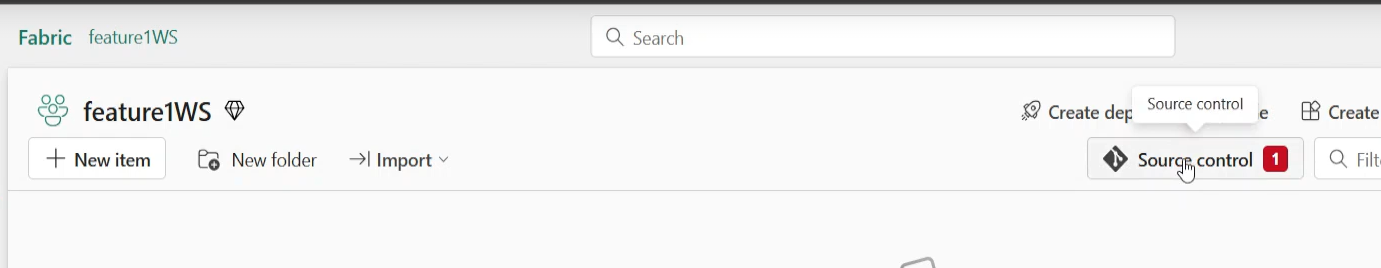 Fabric feature1WS Search
Source control
feature1WS Create dep e Create
New item New folder Import Source control 1 Filt